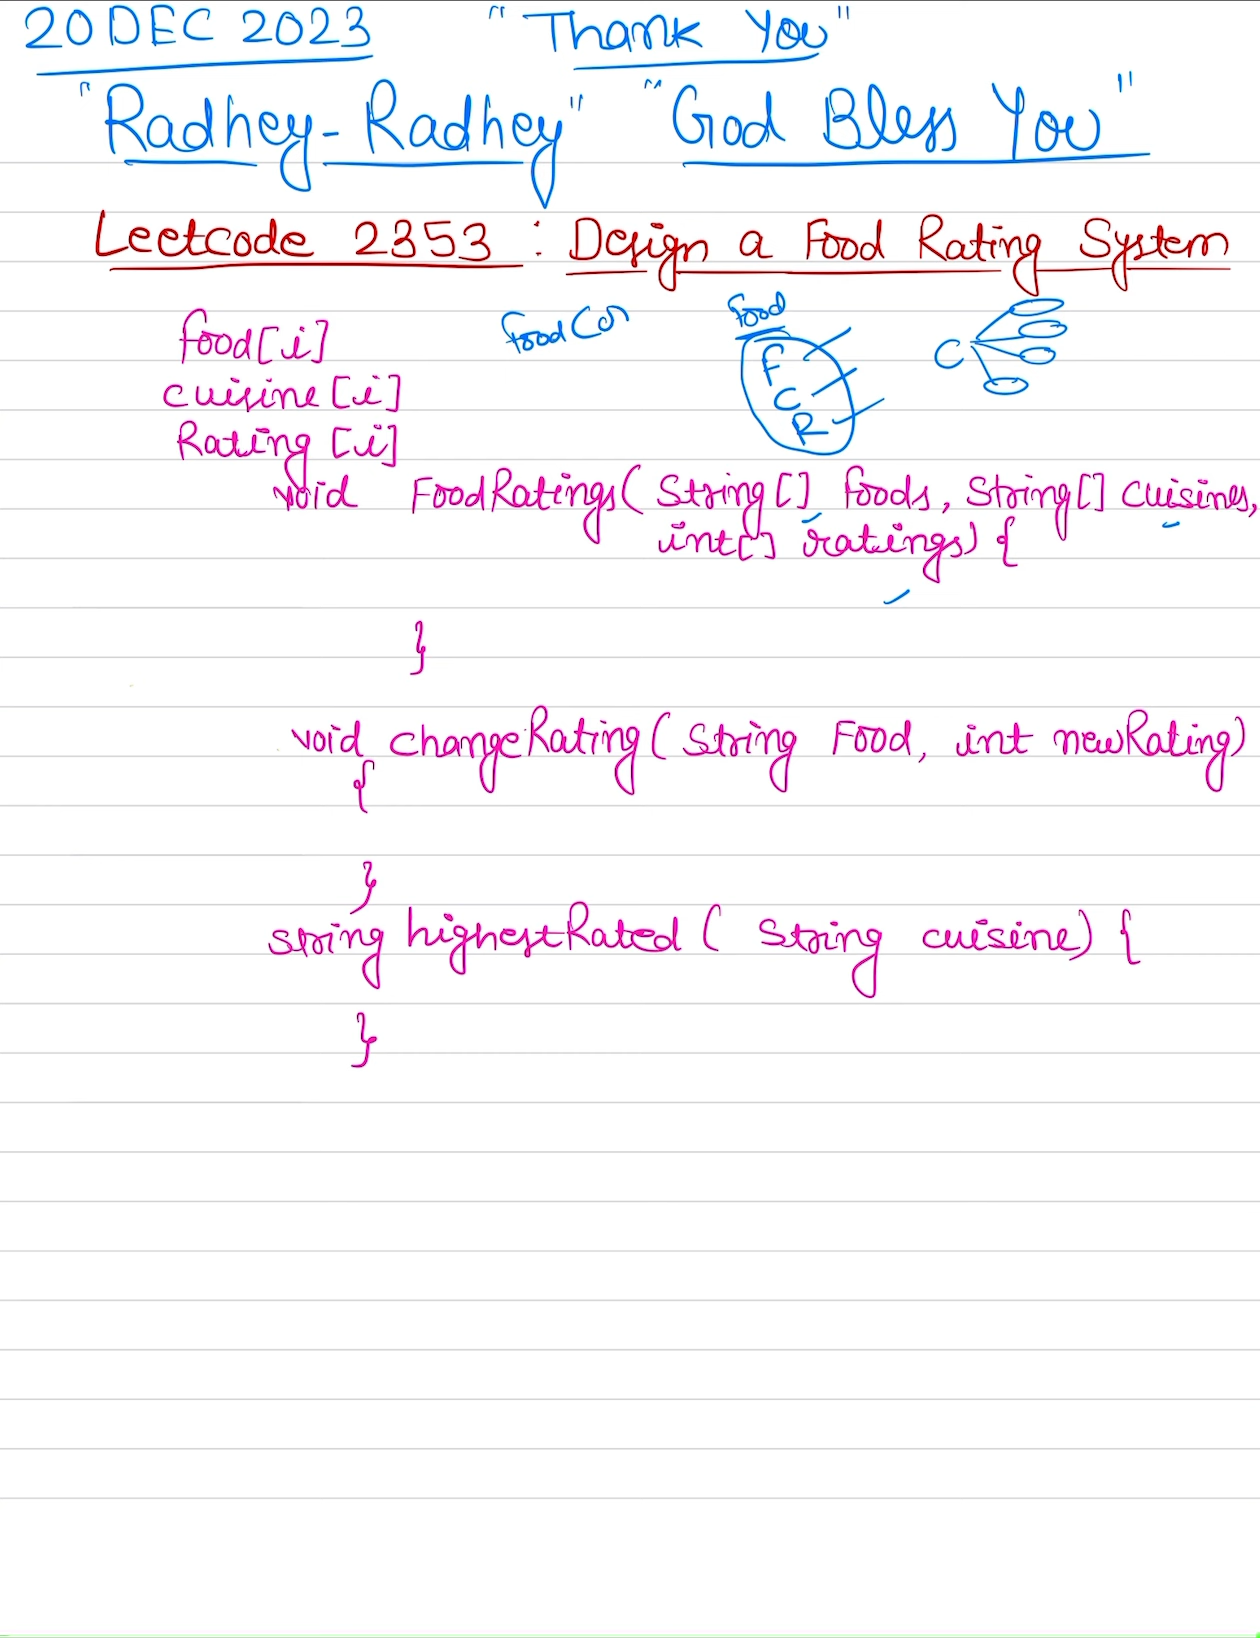 20 DEC 2023 "Thank You"
"Radhey-Radhey" "God Bless You"
Leetcode 2353 : Design a Food Rating System
food[i]
cuisine[i]
Rating[i]
food
F
C
R
C
void FoodRatings( String[] foods, String[] cuisines,
int[] ratings) {
}
void changeRating( String Food, int newRating)
{
}
string highestRated ( String cuisine) {
}